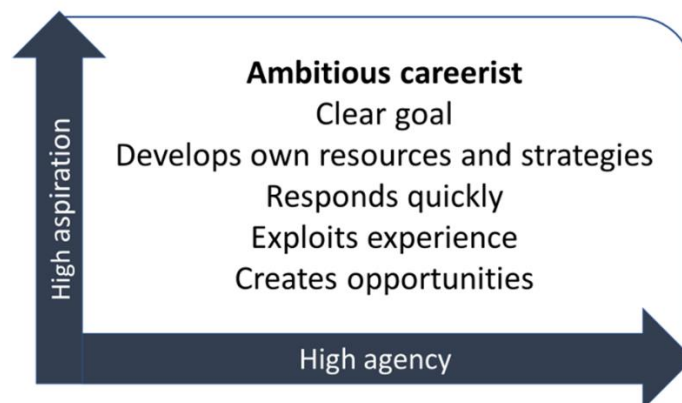 High aspiration
Ambitious careerist
Clear goal
Develops own resources and strategies
Responds quickly
Exploits experience
Creates opportunities
High agency